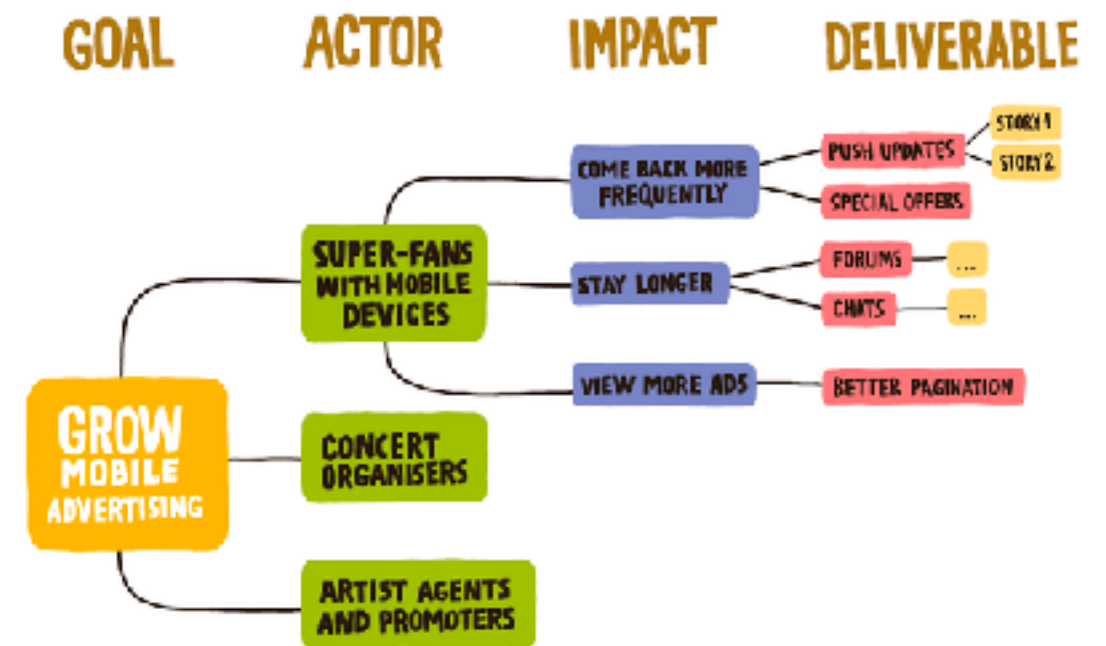 GOAL
ACTOR
IMPACT
DELIVERABLE
STORY 1
PUSH UPDATES
STORY 2
COME BACK MORE
FREQUENTLY
SPECIAL OFFERS
SUPER-FANS
WITH MOBILE
DEVICES
FORUMS
...
STAY LONGER
CHATS
...
VIEW MORE ADS
BETTER PAGINATION
GROW
MOBILE
ADVERTISING
CONCERT
ORGANISERS
ARTIST AGENTS
AND PROMOTERS